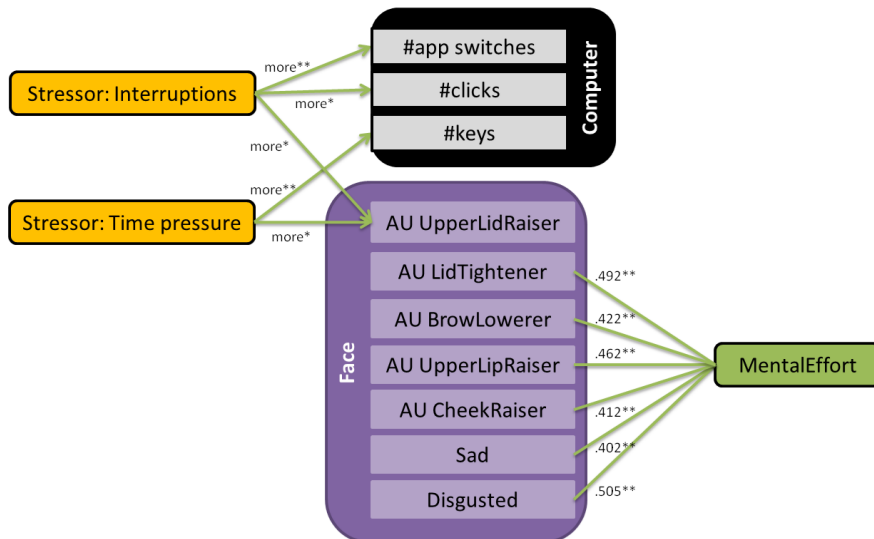 #app switches
more**
Stressor: Interruptions
#clicks
more*
Computer
#keys
more*
more**
Stressor: Time pressure
AU UpperLidRaiser
more*
AU LidTightener
.492**
AU BrowLowerer
.422**
Face
.462**
AU UpperLipRaiser
MentalEffort
AU CheekRaiser
.412**
Sad
.402**
Disgusted
.505**